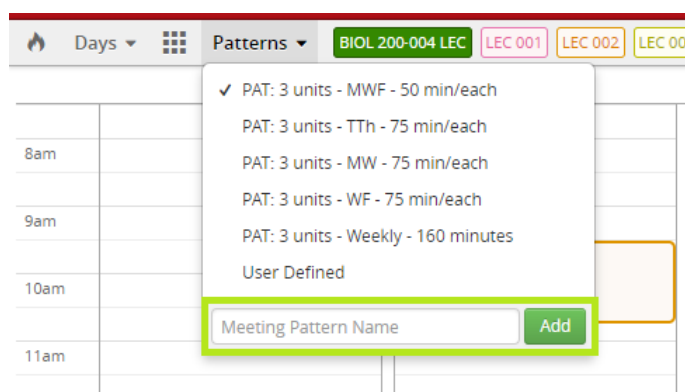 Days Patterns BIOL 200-004 LEC LEC 001 LEC 002 LEC 00
✓ PAT: 3 units - MWF - 50 min/each
PAT: 3 units - TTh - 75 min/each
8am
PAT: 3 units - MW - 75 min/each
PAT: 3 units - WF - 75 min/each
9am
PAT: 3 units - Weekly - 160 minutes
User Defined
10am
Meeting Pattern Name Add
11am